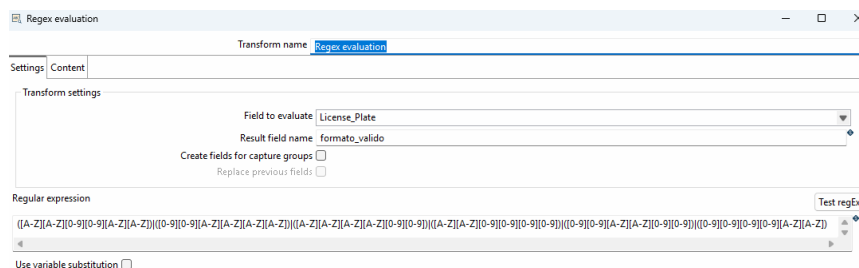 Regex evaluation
Transform name Regex evaluation
Settings Content
Transform settings
Field to evaluate License_Plate
Result field name formato_valido
Create fields for capture groups
Replace previous fields
Regular expression
Test regEx
([A-Z][A-Z][0-9][0-9][A-Z][A-Z])|([0-9][0-9][A-Z][A-Z][A-Z][A-Z])|([A-Z][A-Z][A-Z][A-Z][0-9][0-9])|([A-Z][A-Z][0-9][0-9][0-9][0-9])|([0-9][0-9][A-Z][A-Z][0-9][0-9])|([0-9][0-9][0-9][0-9][A-Z][A-Z])
Use variable substitution